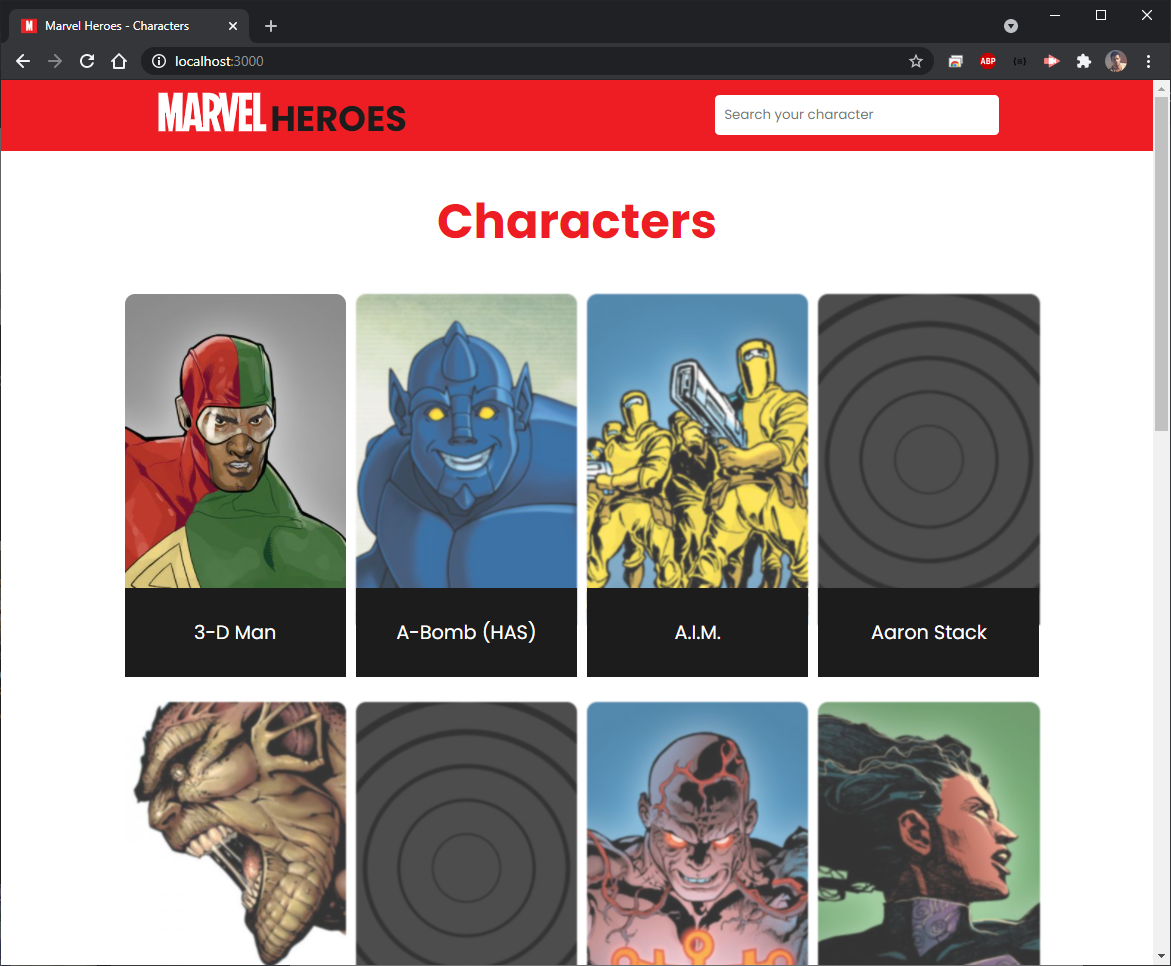 Marvel Heroes - Characters
localhost:3000
ABP
MARVEL HEROES
Search your character
Characters
3-D Man
A-Bomb (HAS)
A.I.M.
Aaron Stack